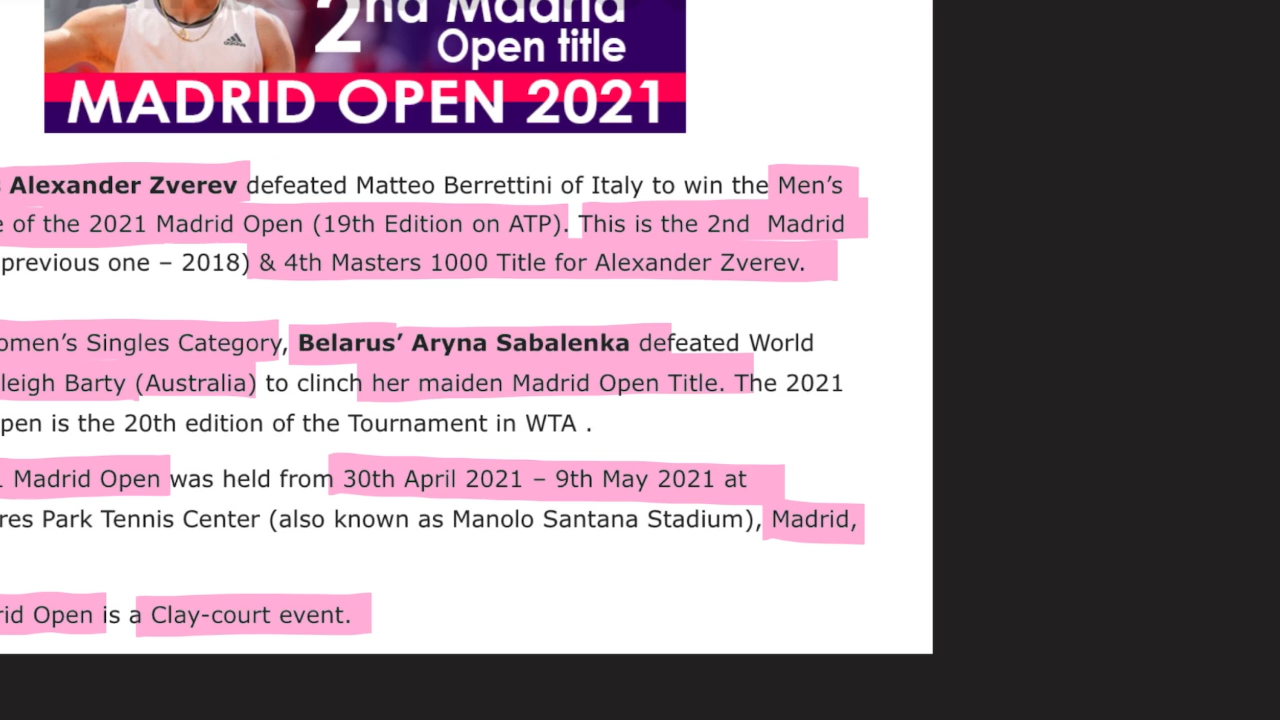 2nd Madrid
Open title
MADRID OPEN 2021
Alexander Zverev defeated Matteo Berrettini of Italy to win the Men’s
of the 2021 Madrid Open (19th Edition on ATP). This is the 2nd Madrid
previous one – 2018) & 4th Masters 1000 Title for Alexander Zverev.
omen’s Singles Category, Belarus’ Aryna Sabalenka defeated World
leigh Barty (Australia) to clinch her maiden Madrid Open Title. The 2021
pen is the 20th edition of the Tournament in WTA .
Madrid Open was held from 30th April 2021 – 9th May 2021 at
res Park Tennis Center (also known as Manolo Santana Stadium), Madrid,
rid Open is a Clay-court event.